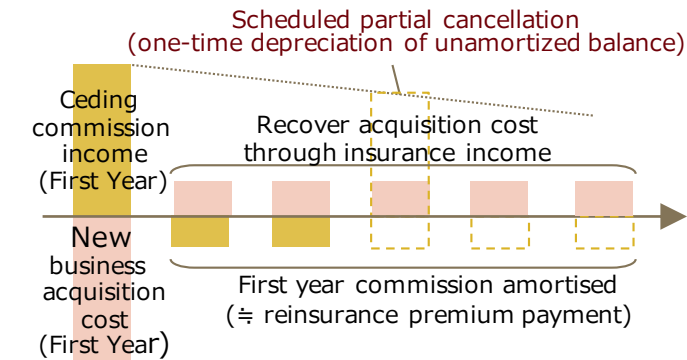 Scheduled partial cancellation
(one-time depreciation of unamortized balance)
Ceding
commission
income
(First Year)
Recover acquisition cost
through insurance income
New
business
acquisition
cost
(First Year)
First year commission amortised
(≒ reinsurance premium payment)